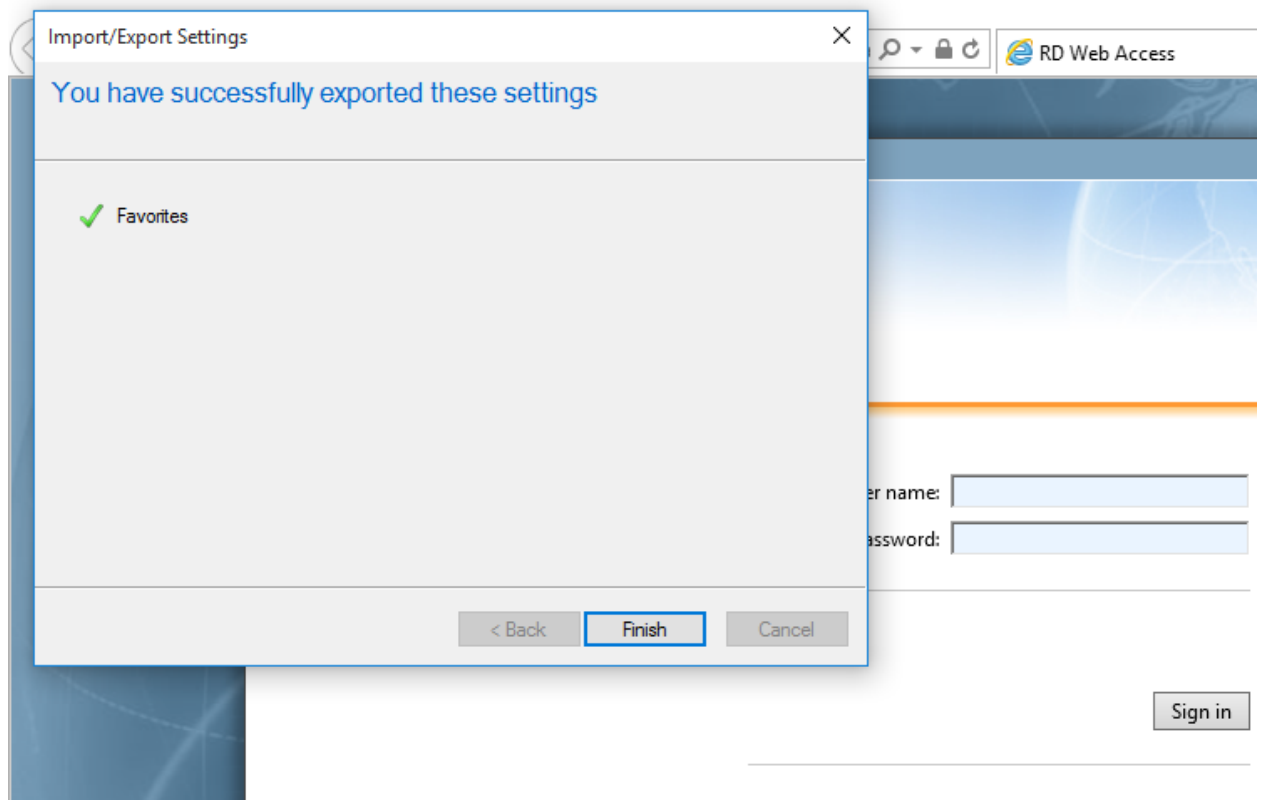 Import/Export Settings
RD Web Access
You have successfully exported these settings
Favorites
er name:
assword:
< Back Finish Cancel
Sign in